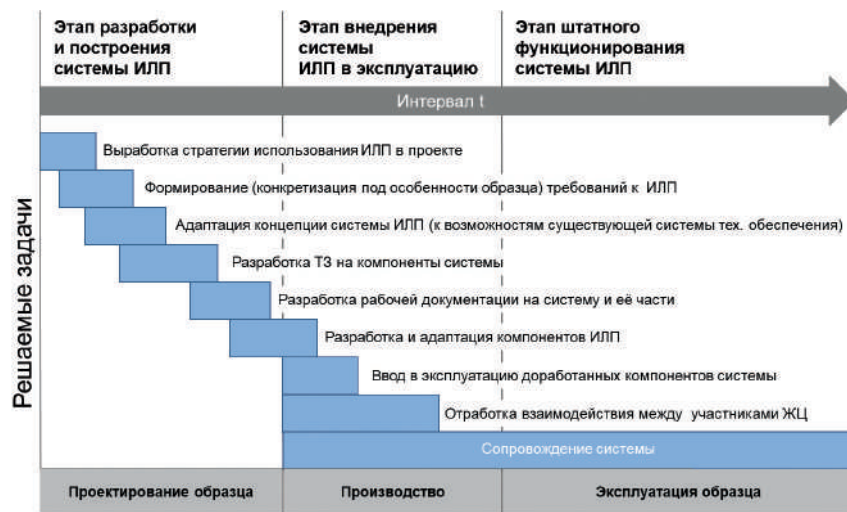 Этап разработки
и построения
системы ИЛП
Этап внедрения
системы
ИЛП в эксплуатацию
Этап штатного
функционирования
системы ИЛП
Интервал t
Решаемые задачи
Выработка стратегии использования ИЛП в проекте
Формирование (конкретизация под особенности образца) требований к ИЛП
Адаптация концепции системы ИЛП (к возможностям существующей системы тех. обеспечения)
Разработка ТЗ на компоненты системы
Разработка рабочей документации на систему и её части
Разработка и адаптация компонентов ИЛП
Ввод в эксплуатацию доработанных компонентов системы
Отработка взаимодействия между участниками ЖЦ
Сопровождение системы
Проектирование образца
Производство
Эксплуатация образца